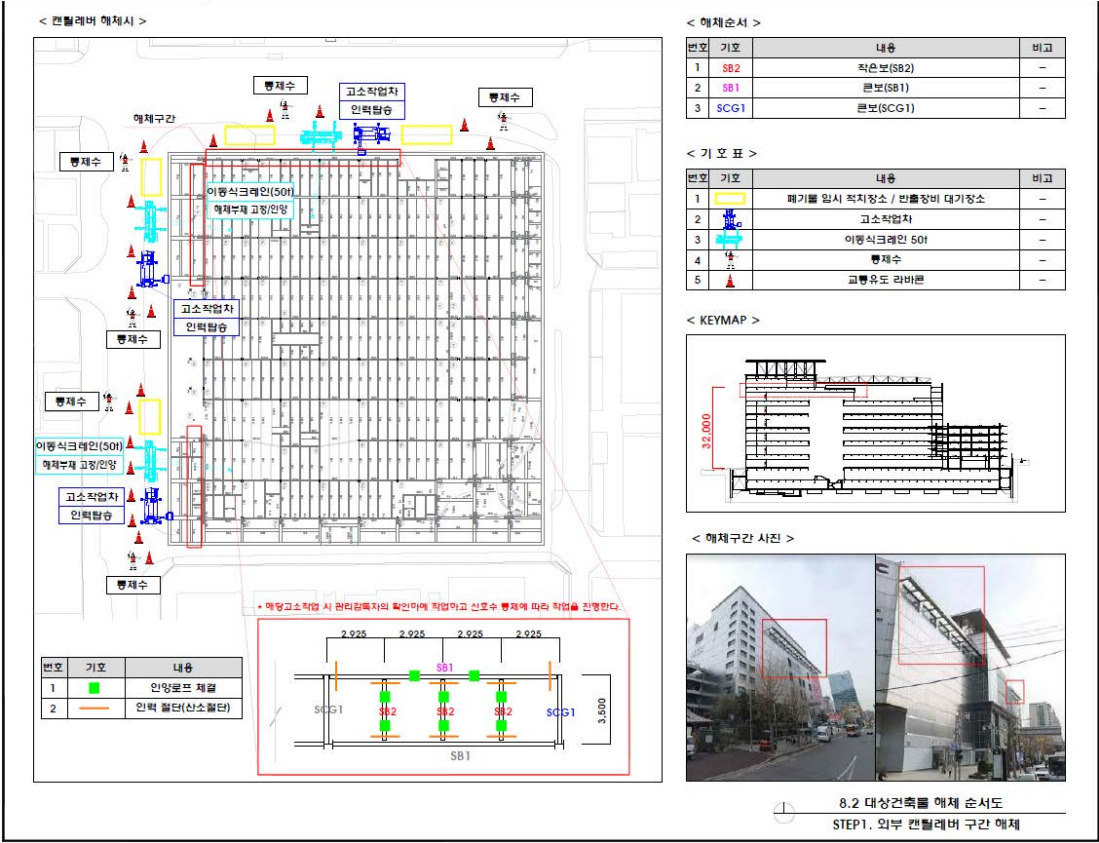 < 캔틸레버 해체시 >
통제수
고소작업차
인력탑승
통제수
해체구간
통제수
이동식크레인(50t)
해체부재 고정/인양
고소작업차
인력탑승
통제수
통제수
이동식크레인(50t)
해체부재 고정/인양
고소작업차
인력탑승
통제수
* 해당고소작업 시 관리감독자의 확인하에 작업하고 신호수 통제에 따라 작업을 진행한다.
2.925 2.925 2.925 2.925
SB1
SCG1 SB2 SB2 SB2 SCG1
3.500
SB1
번호 기호 내용
1 인양로프 체결
2 인력 절단(산소절단)
< 해체순서 >
번호 기호 내용 비고
1 SB2 작은보(SB2) -
2 SB1 큰보(SB1) -
3 SCG1 큰보(SCG1) -
< 기 호 표 >
번호 기호 내용 비고
1 폐기물 임시 적치장소 / 반출장비 대기장소 -
2 고소작업차 -
3 이동식크레인 50t -
4 통제수 -
5 교통유도 라바콘 -
< KEYMAP >
32,000
< 해체구간 사진 >
8.2 대상건축물 해체 순서도
STEP1. 외부 캔틸레버 구간 해체